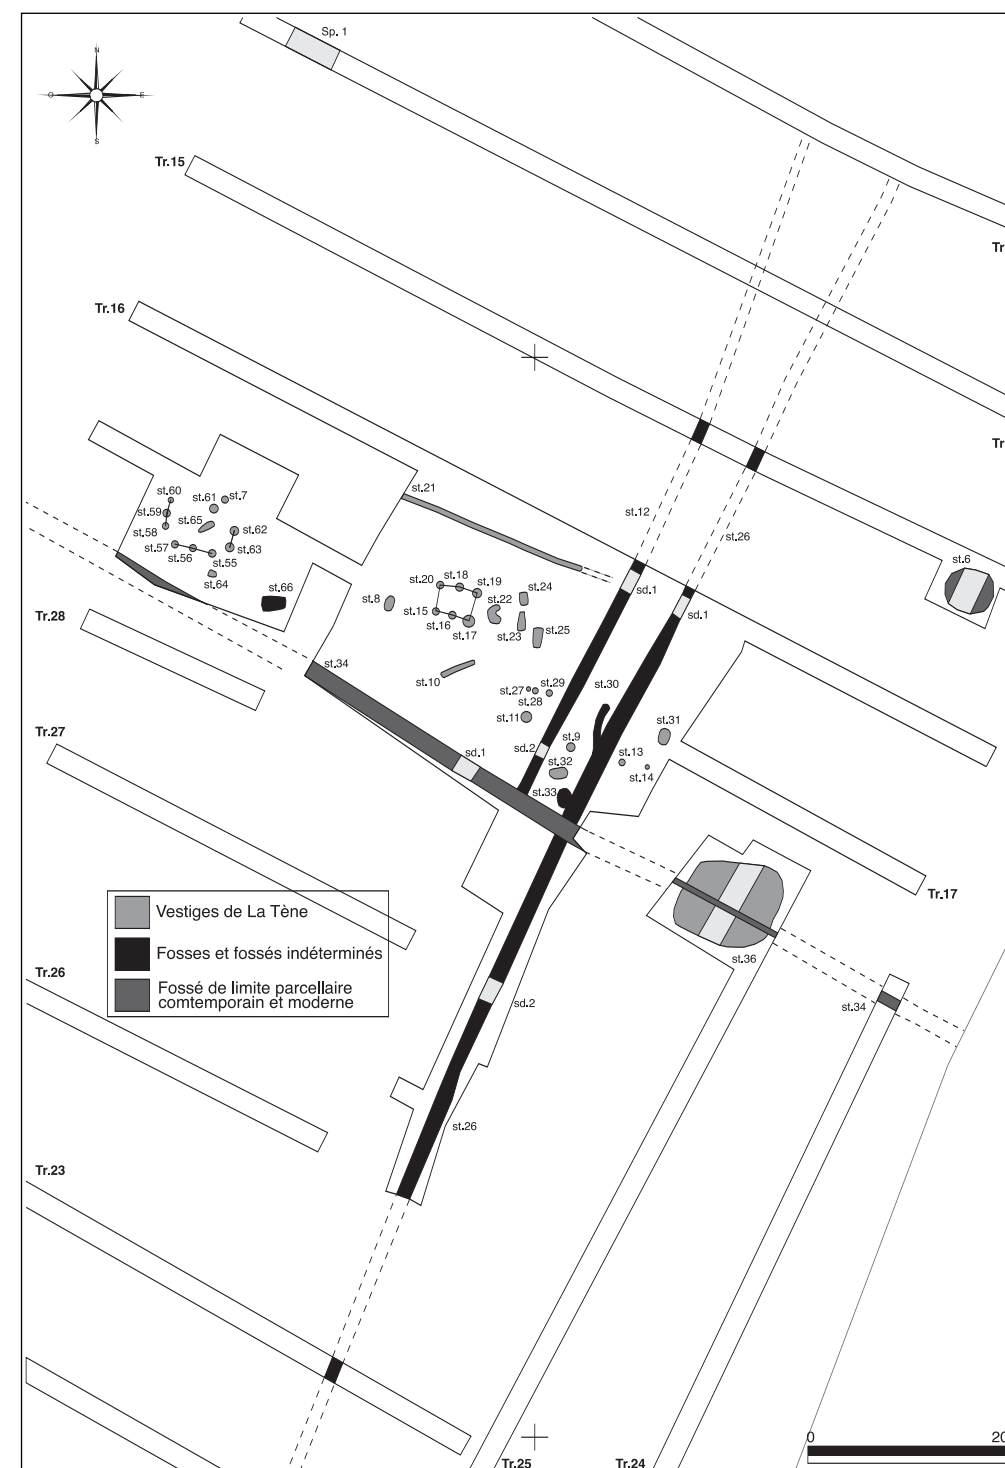 Sp. 1
N
O
E
S
Tr.15
Tr
Tr.16
Tr
st.60
st.61
st.7
st.59
st.65
st.58
st.62
st.57
st.63
st.56
st.55
st.64
st.66
st.21
st.12
st.26
st.6
st.20
st.18
st.19
st.24
sd.1
sd.1
st.8
st.22
st.15
st.16
st.17
st.23
st.25
Tr.28
st.34
st.10
st.27
st.29
st.28
st.30
st.11
st.31
Tr.27
sd.1
sd.2
st.9
st.32
st.13
st.14
st.33
Tr.17
Vestiges de La Tène
Fosses et fossés indéterminés
Fossé de limite parcellaire
comtemporain et moderne
st.36
Tr.26
sd.2
st.34
st.26
Tr.23
0
20
Tr.25
Tr.24